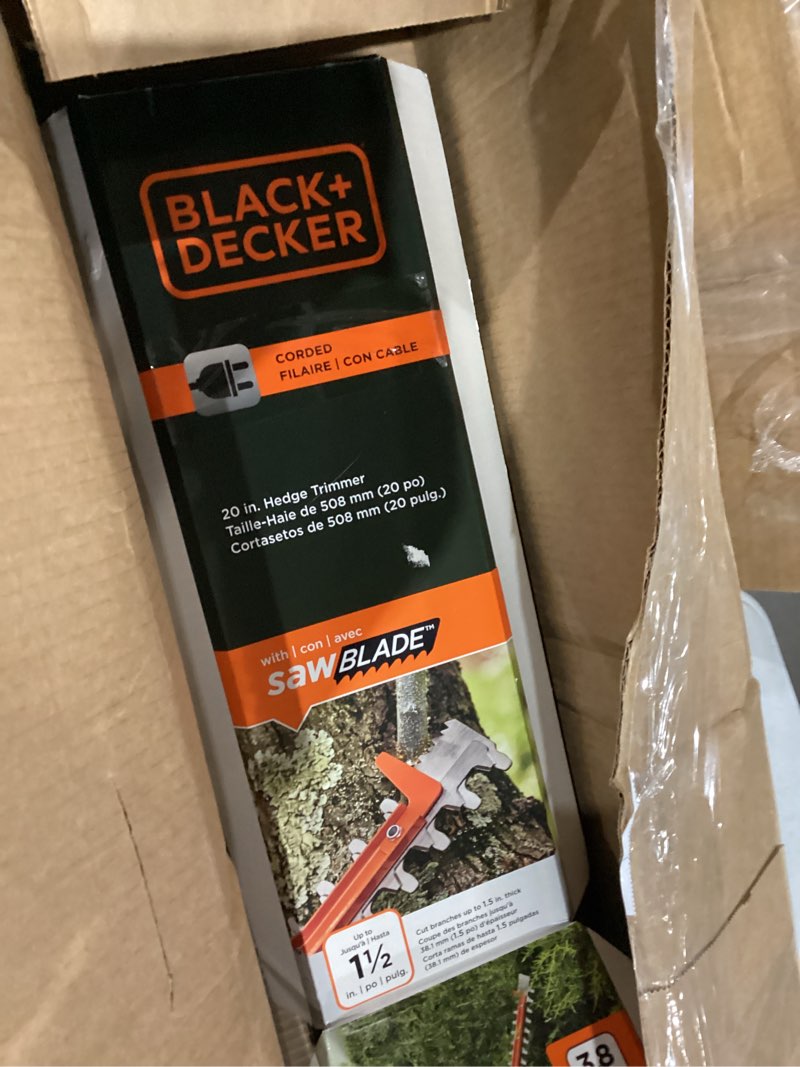 BLACK+
DECKER
CORDED
FILAIRE | CON CABLE
20 in. Hedge Trimmer
Taille-Haie de 508 mm (20 po)
Cortasetos de 508 mm (20 pulg.)
with | con | avec
sawBLADE™
Up to
Jusqu'à | Hasta
1½
in. | po | pulg.
Cut branches up to 1.5 in. thick
Coupe des branches jusqu'à
38.1 mm (1.5 po) d'épaisseur
Corta ramas de hasta 1.5 pulgadas
(38.1 mm) de espesor